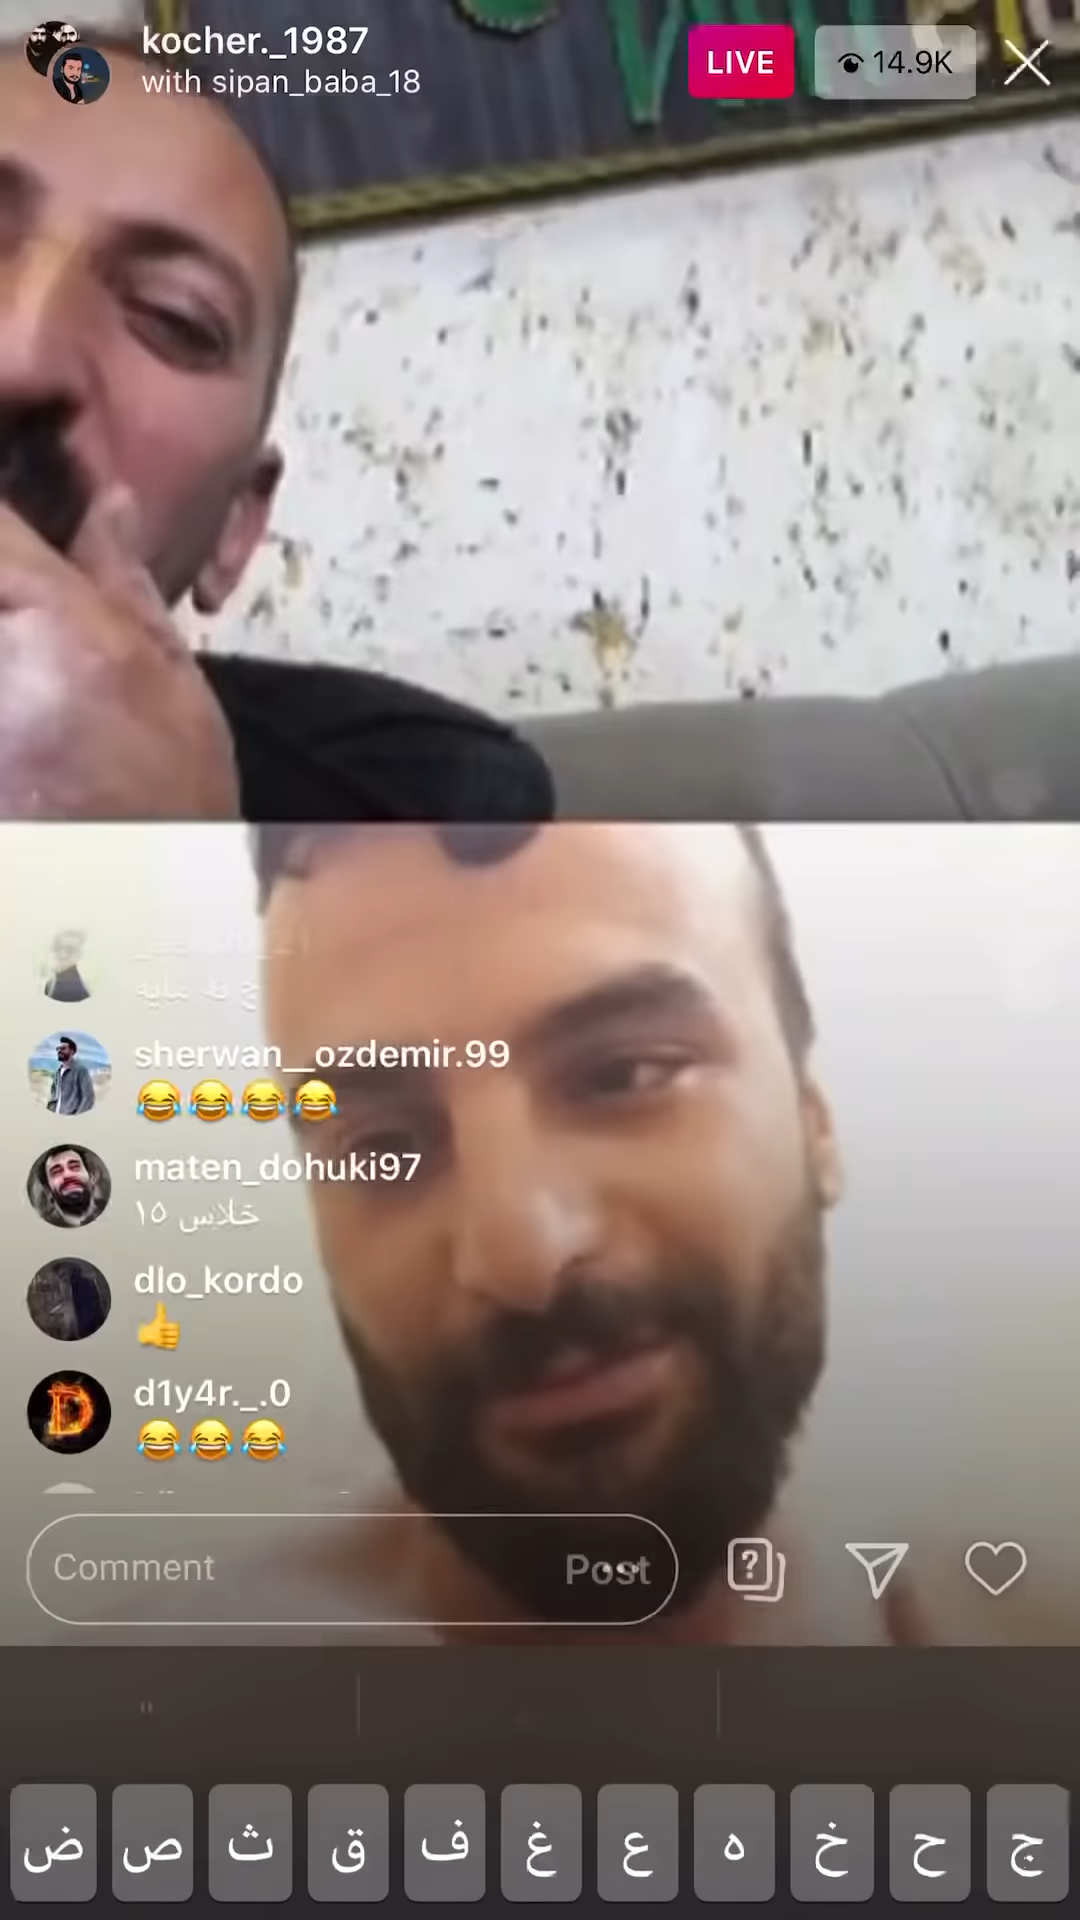 kocher._1987
with sipan_baba_18
LIVE
14.9K
sherwan__ozdemir.99
😂😂😂😂
maten_dohuki97
خلاس ١٥
dlo_kordo
👍
d1y4r._.0
😂😂😂
Comment
Post
ض ص ث ق ف غ ع ه خ ح ج